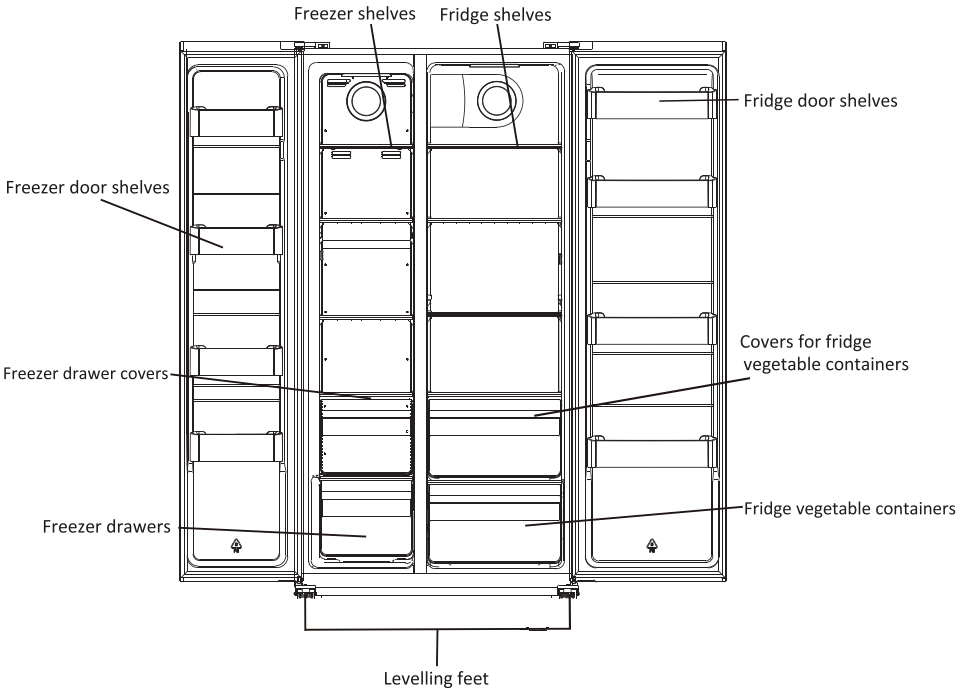 Freezer shelves
Fridge shelves
Fridge door shelves
Freezer door shelves
Covers for fridge
vegetable containers
Freezer drawer covers
Fridge vegetable containers
Freezer drawers
Levelling feet